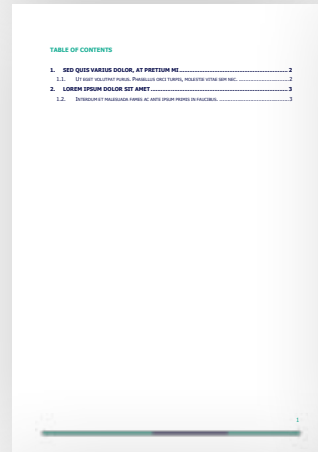 TABLE OF CONTENTS
1. SED QUIS VARIUS DOLOR, AT PRETIUM MI 2
1.1. UT EGET VOLUTPAT PURUS. PHASELLUS ORCI TURPIS, MOLESTIE VITAE SEM NEC. 2
2. LOREM IPSUM DOLOR SIT AMET 3
1.2. INTERDUM ET MALESUADA FAMES AC ANTE IPSUM PRIMIS IN FAUCIBUS. 3
1